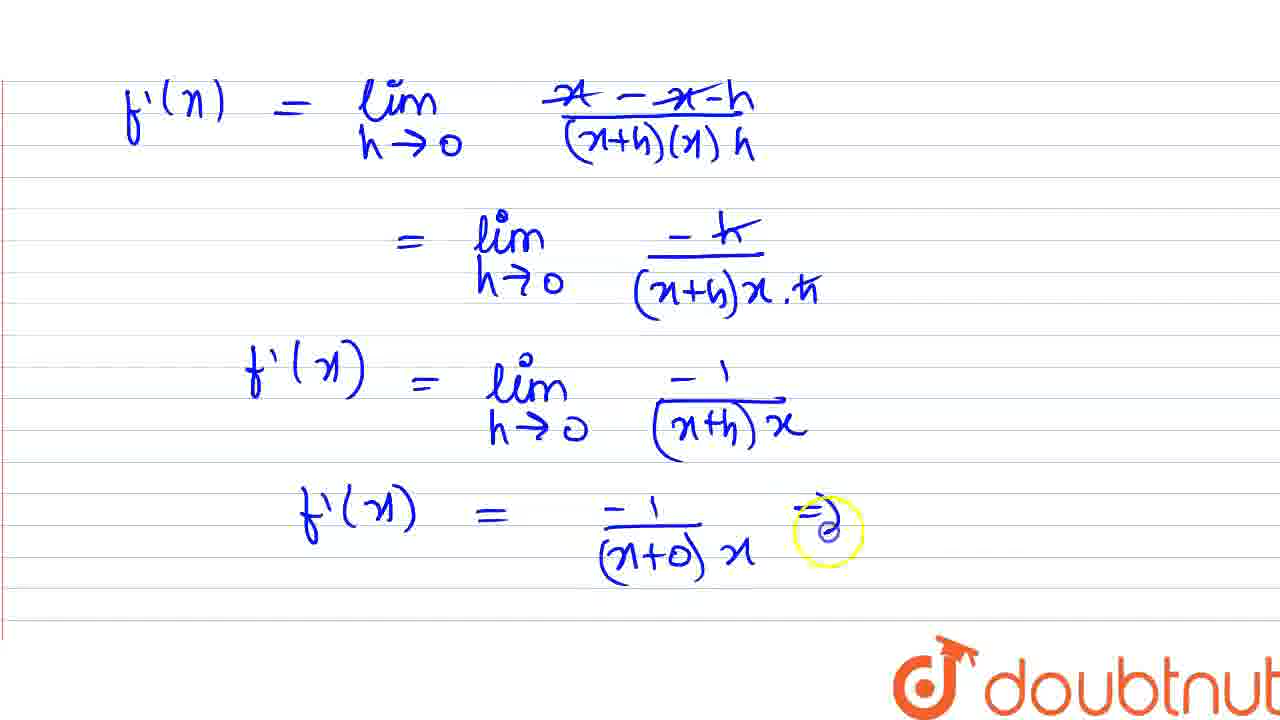 f'(x) = lim h→0 x - x - h / (x+h)(x) h
= lim h→0 - h / (x+h) x . h
f'(x) = lim h→0 - 1 / (x+h) x
f'(x) = - 1 / (x+0) x ⇒
doubtnut